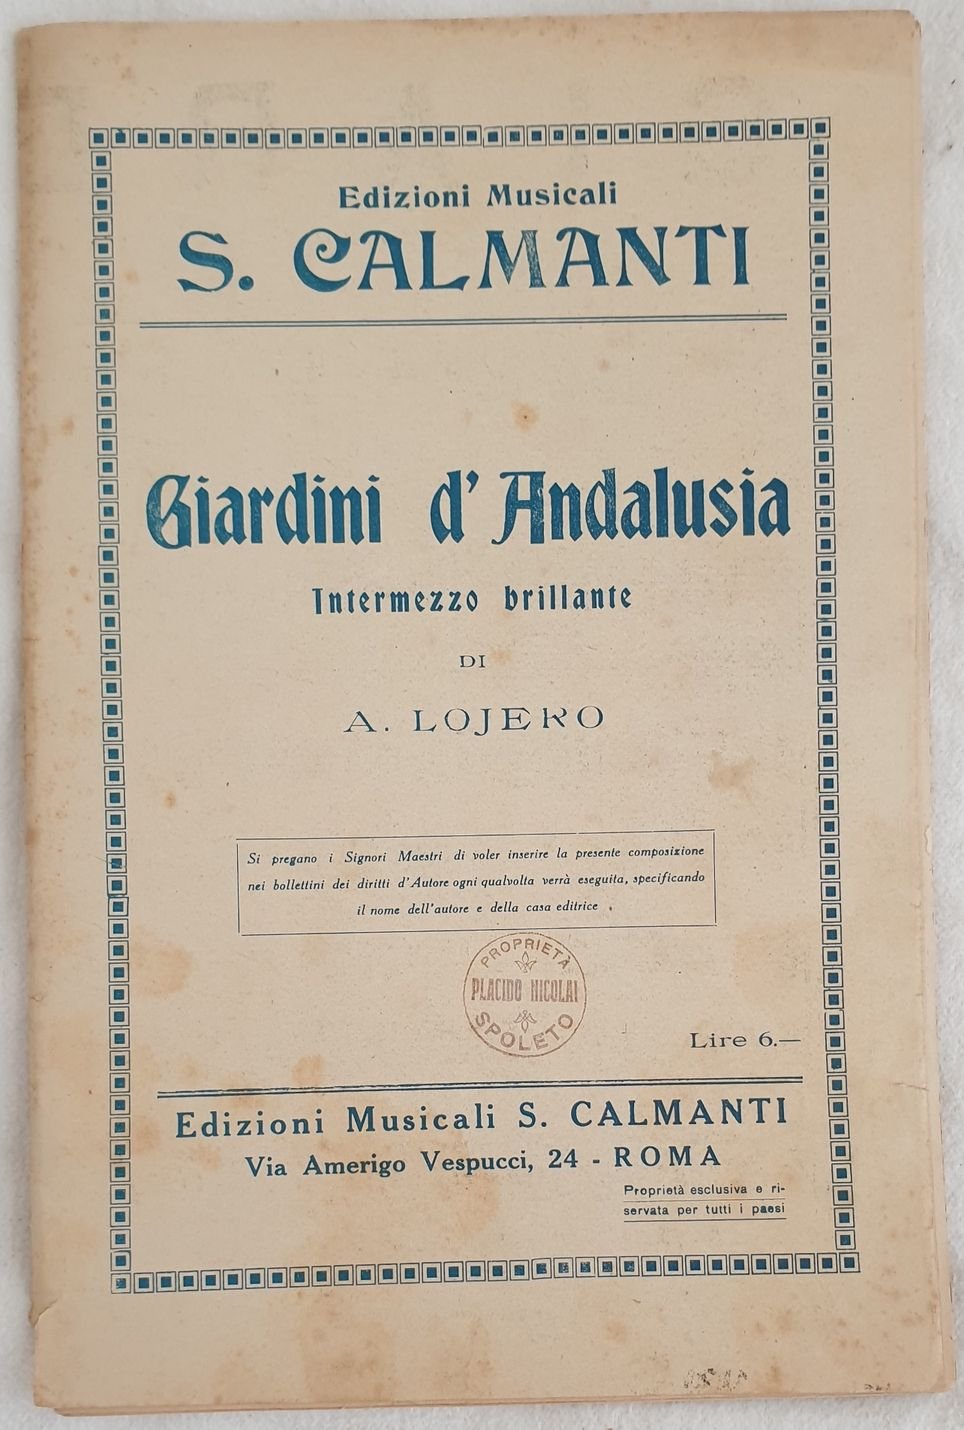 Edizioni Musicali
S. CALMANTI
Giardini d'Andalusia
Intermezzo brillante
DI
A. LOJERO
Si pregano i Signori Maestri di voler inserire la presente composizione
nei bollettini dei diritti d'Autore ogni qualvolta verrà eseguita, specificando
il nome dell'autore e della casa editrice.
PROPRIETÀ
PLACIDO NICOLAI
SPOLETO
Lire 6.—
Edizioni Musicali S. CALMANTI
Via Amerigo Vespucci, 24 - ROMA
Proprietà esclusiva e ri-
servata per tutti i paesi